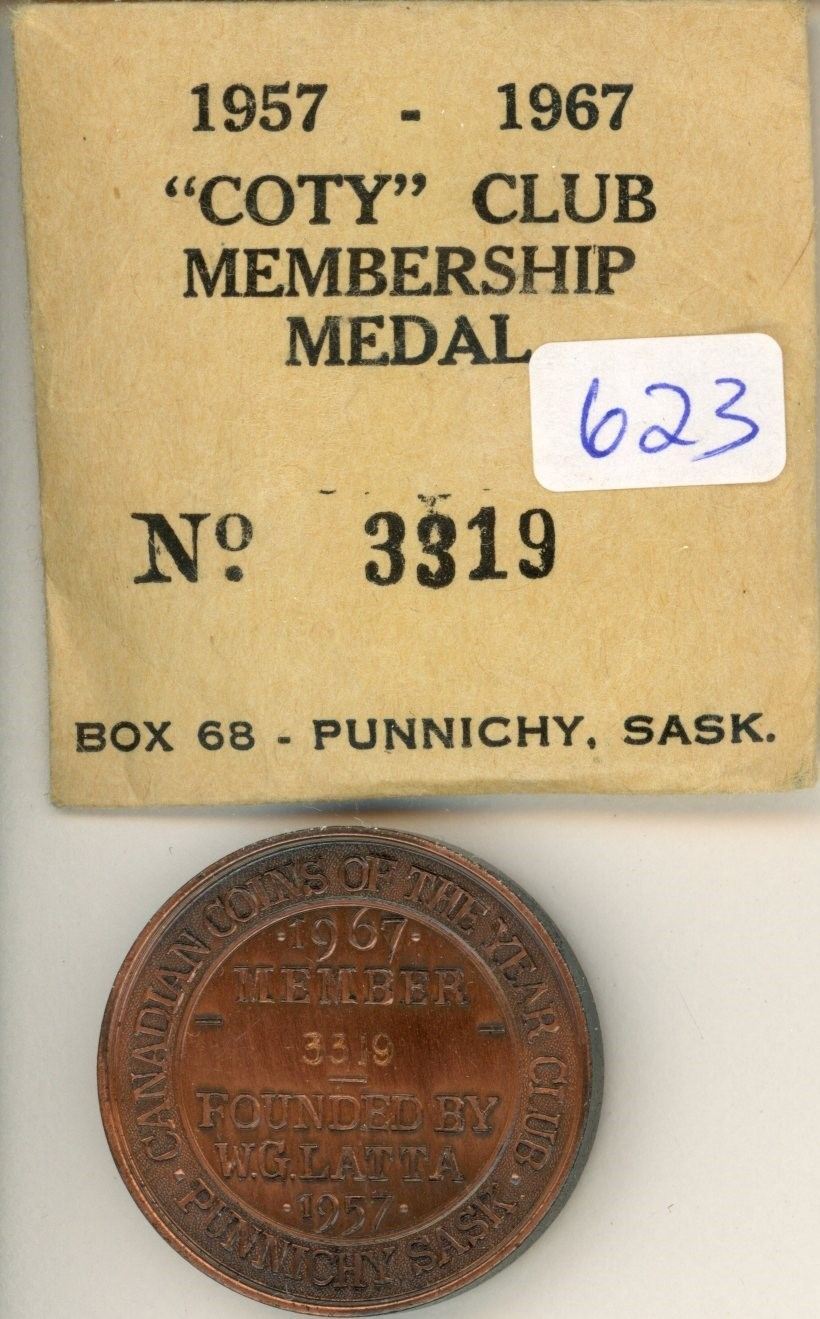 1957 - 1967
“COTY” CLUB
MEMBERSHIP
MEDAL
623
No. 3319
BOX 68 - PUNNICHY, SASK.
CANADIAN COINS OF THE YEAR CLUB
·1967·
MEMBER
3319
FOUNDED BY
W.G.LATTA
·1957·
· PUNNICHY SASK ·